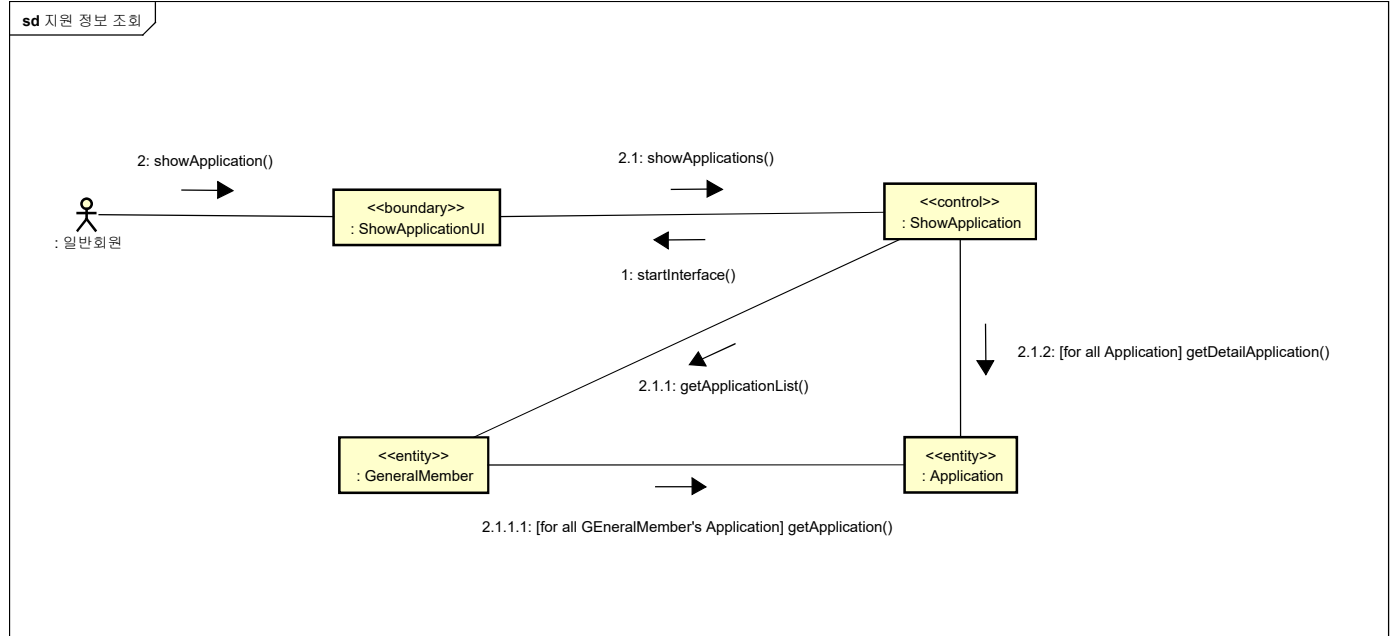 sd 지원 정보 조회
2: showApplication()
2.1: showApplications()
<<boundary>>
: ShowApplicationUI
<<control>>
: ShowApplication
: 일반회원
1: startInterface()
2.1.2: [for all Application] getDetailApplication()
2.1.1: getApplicationList()
<<entity>>
: GeneralMember
<<entity>>
: Application
2.1.1.1: [for all GEneralMember's Application] getApplication()